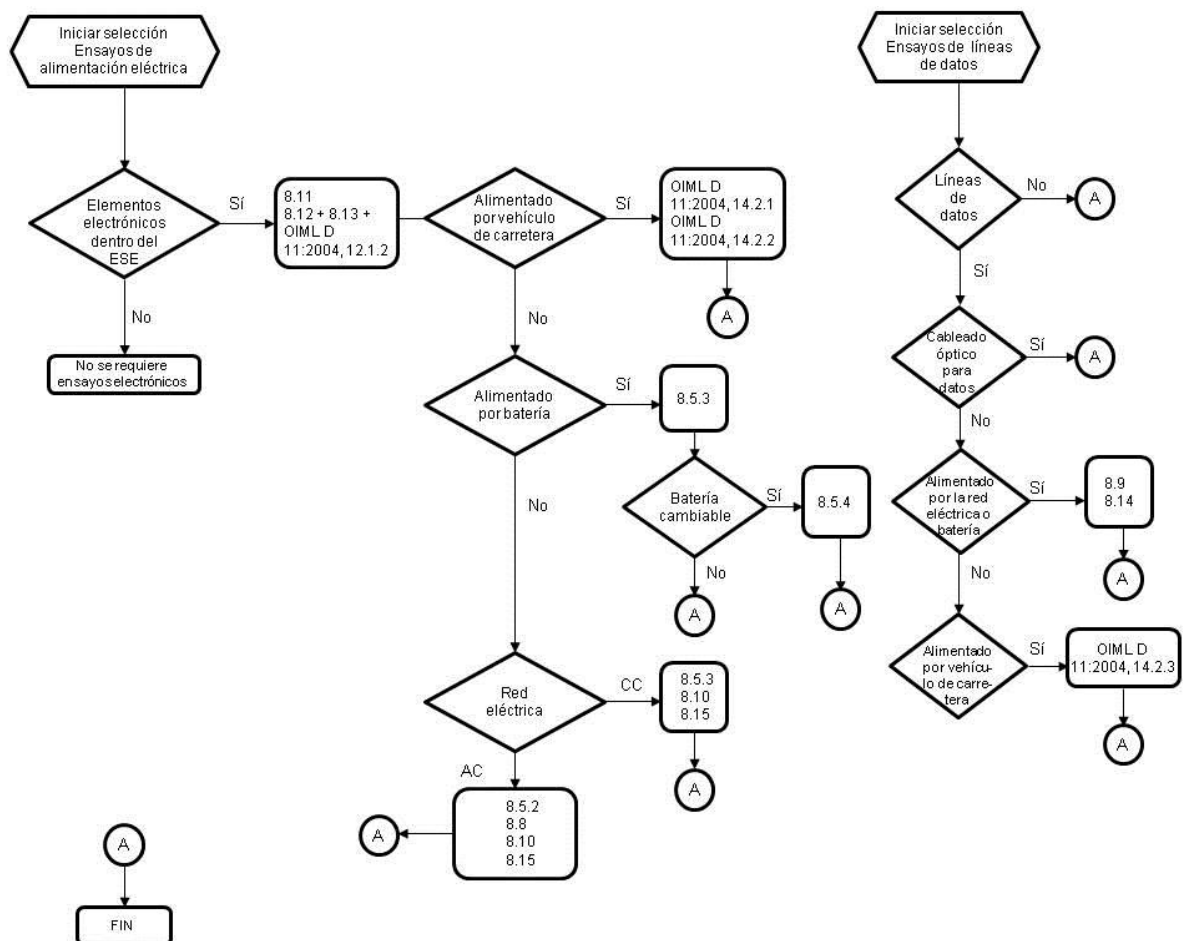 Iniciar selección
Ensayos de
alimentación eléctrica
Elementos
electrónicos
dentro del
ESE
Sí
No
No se requiere
ensayos electrónicos
8.11
8.12 + 8.13 +
OIML D
11:2004, 12.1.2
Alimentado
por vehículo
de carretera
Sí
No
OIML D
11:2004, 14.2.1
OIML D
11:2004, 14.2.2
A
Alimentado
por batería
Sí
No
8.5.3
Batería
cambiable
Sí
No
8.5.4
A
A
Red
eléctrica
CC
8.5.3
8.10
8.15
A
AC
8.5.2
8.8
8.10
8.15
A
A
FIN
Iniciar selección
Ensayos de líneas
de datos
Líneas
de
datos
No
A
Sí
Cableado
óptico
para
datos
Sí
A
No
Alimentado
por la red
eléctrica o
batería
Sí
8.9
8.14
A
No
Alimentado
por vehícu-
lo de carre-
tera
Sí
OIML D
11:2004, 14.2.3
A